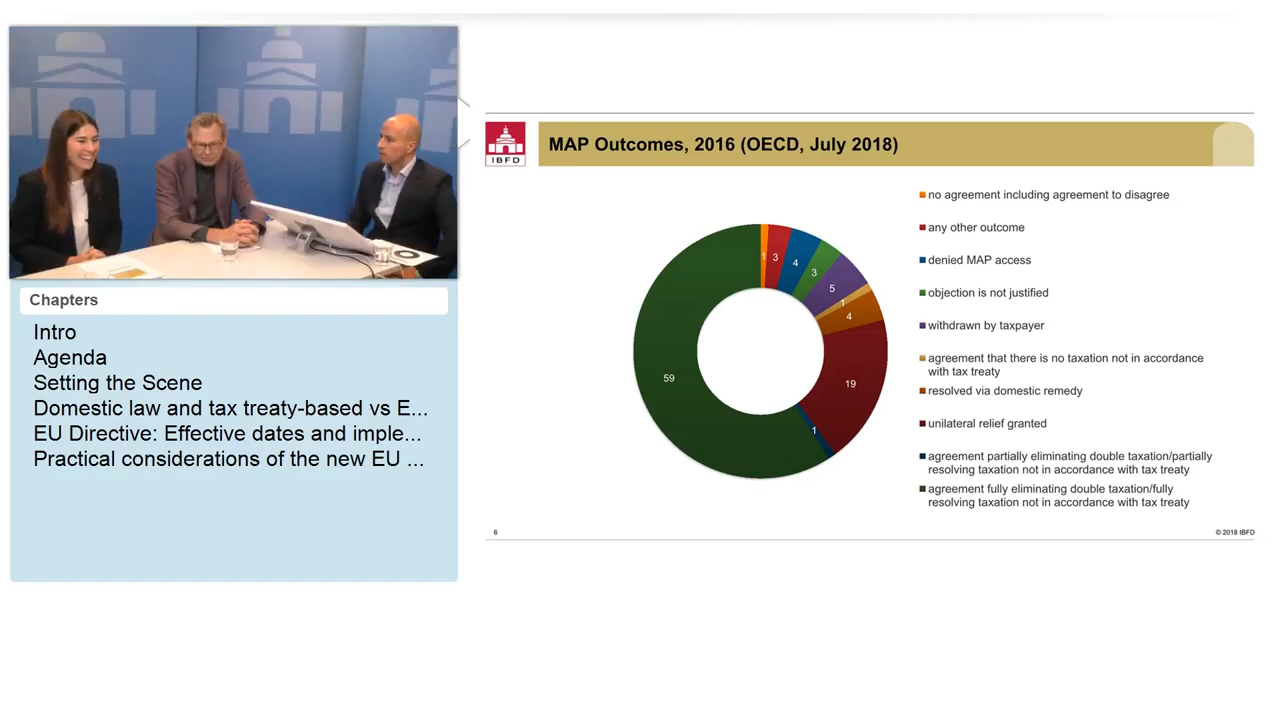 Chapters
Intro
Agenda
Setting the Scene
Domestic law and tax treaty-based vs E...
EU Directive: Effective dates and imple...
Practical considerations of the new EU ...
IBFD
MAP Outcomes, 2016 (OECD, July 2018)
1
3
4
3
5
1
4
19
1
59
no agreement including agreement to disagree
any other outcome
denied MAP access
objection is not justified
withdrawn by taxpayer
agreement that there is no taxation not in accordance
with tax treaty
resolved via domestic remedy
unilateral relief granted
agreement partially eliminating double taxation/partially
resolving taxation not in accordance with tax treaty
agreement fully eliminating double taxation/fully
resolving taxation not in accordance with tax treaty
6
© 2018 IBFD